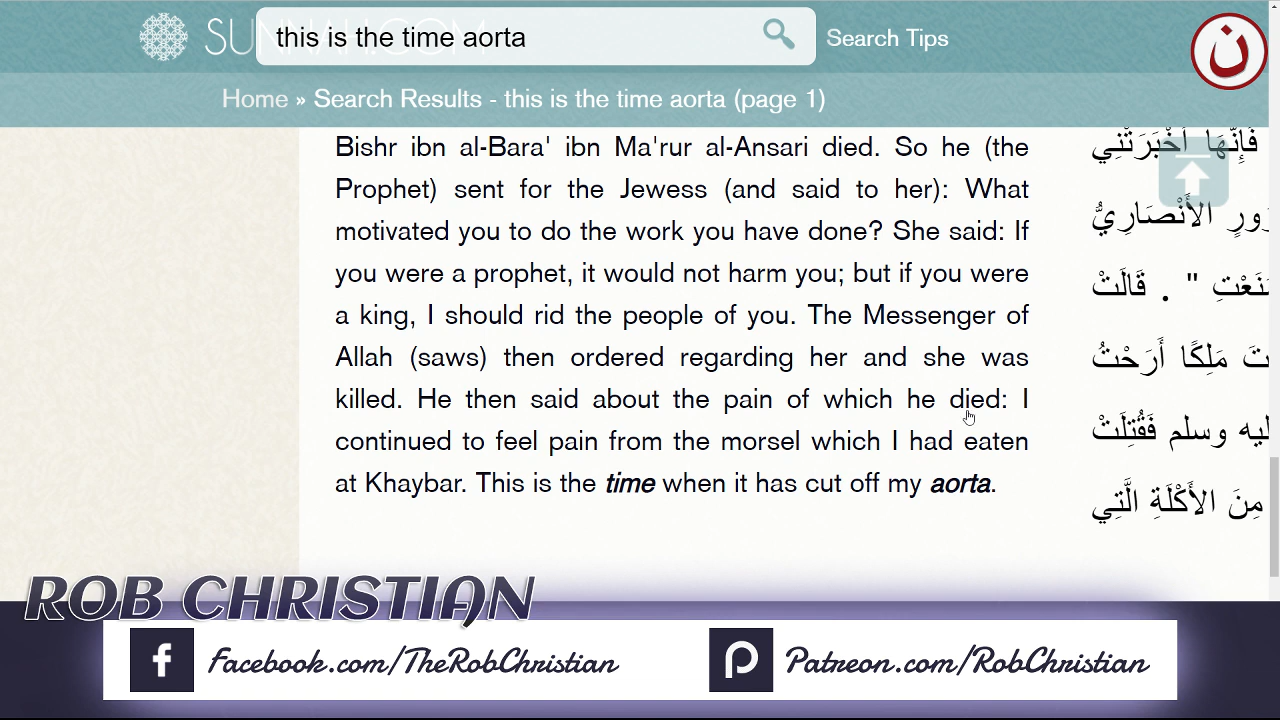 this is the time aorta
Search Tips
ن
Home » Search Results - this is the time aorta (page 1)
Bishr ibn al-Bara' ibn Ma'rur al-Ansari died. So he (the
Prophet) sent for the Jewess (and said to her): What
motivated you to do the work you have done? She said: If
you were a prophet, it would not harm you; but if you were
a king, I should rid the people of you. The Messenger of
Allah (saws) then ordered regarding her and she was
killed. He then said about the pain of which he died: I
continued to feel pain from the morsel which I had eaten
at Khaybar. This is the time when it has cut off my aorta.
فَإِنَّهَا أَخْبَرَتْنِي
الأَنْصَارِيُّ
صَنَعْتِ " . قَالَتْ
مَلِكًا أَرَحْتُ
وسلم فَقُتِلَتْ
مِنَ الأَكْلَةِ الَّتِي
ROB CHRISTIAN
f Facebook.com/TheRobChristian
Patreon.com/RobChristian